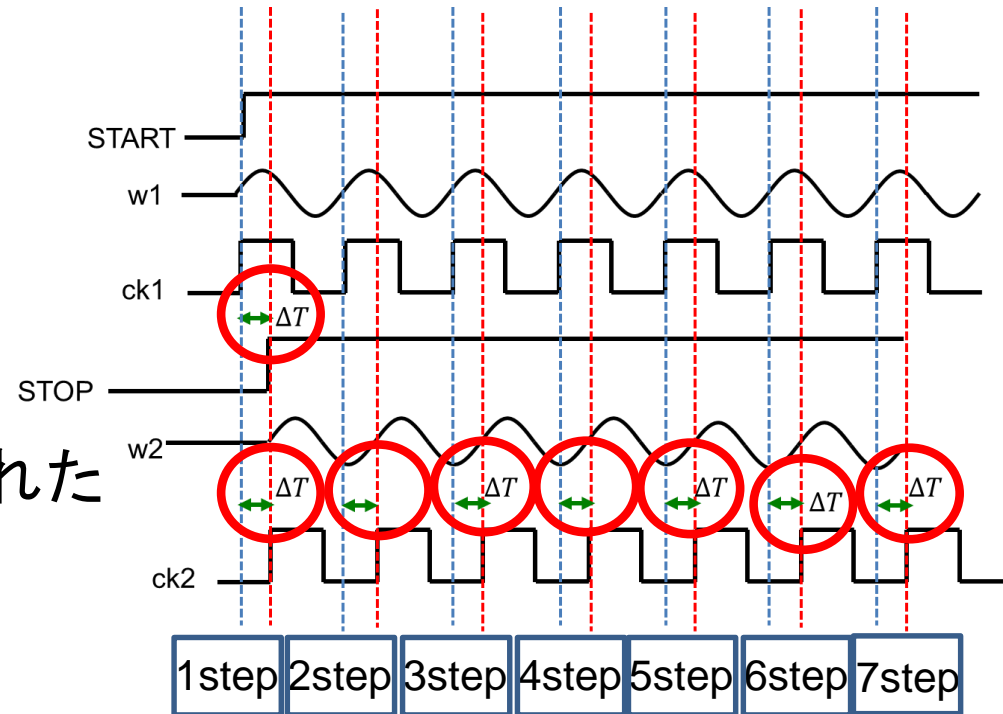 START
w1
ck1
ΔT
STOP
w2
れた
ΔT
ΔT
ΔT
ΔT
ΔT
ck2
1step 2step 3step 4step 5step 6step 7step